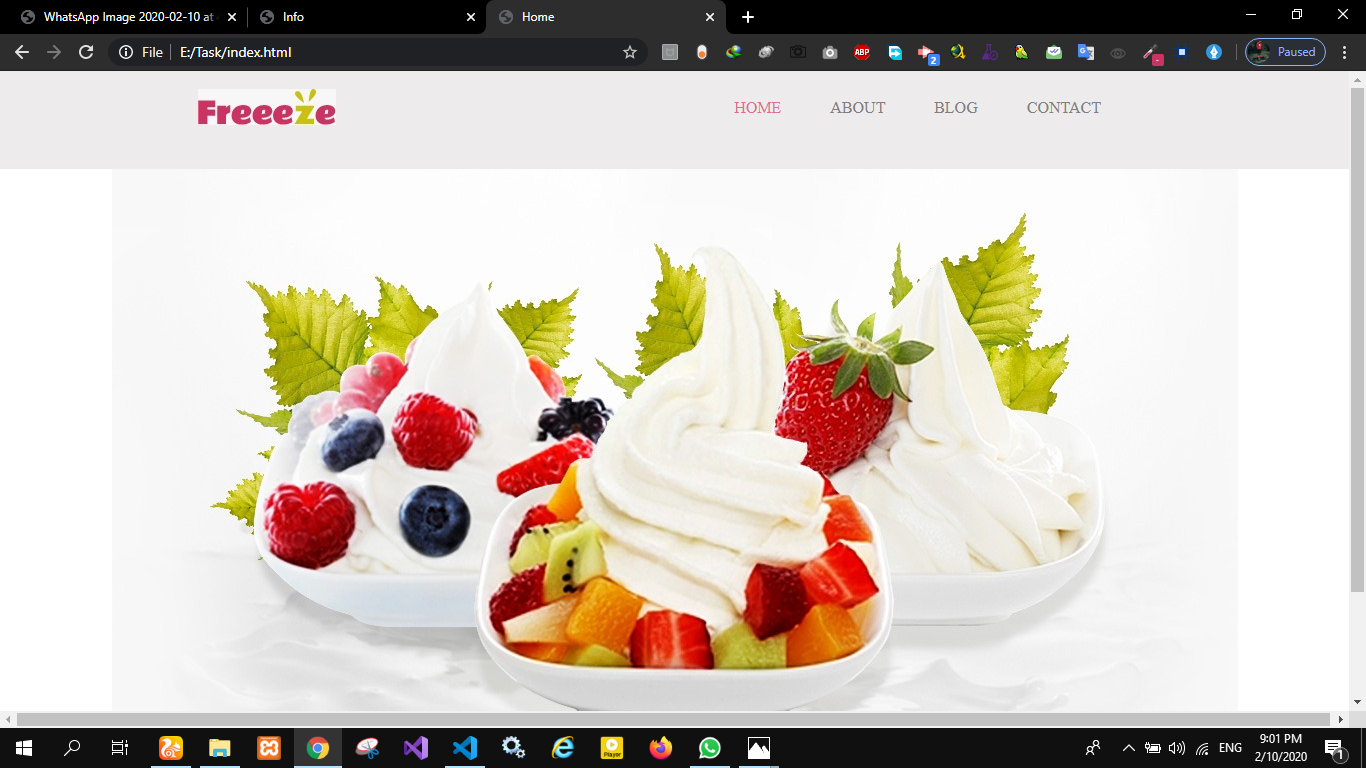 WhatsApp Image 2020-02-10 at
Info
Home
File
E:/Task/index.html
ABP
2
Paused
Freeeze
HOME
ABOUT
BLOG
CONTACT
Player
ENG
9:01 PM
2/10/2020
1